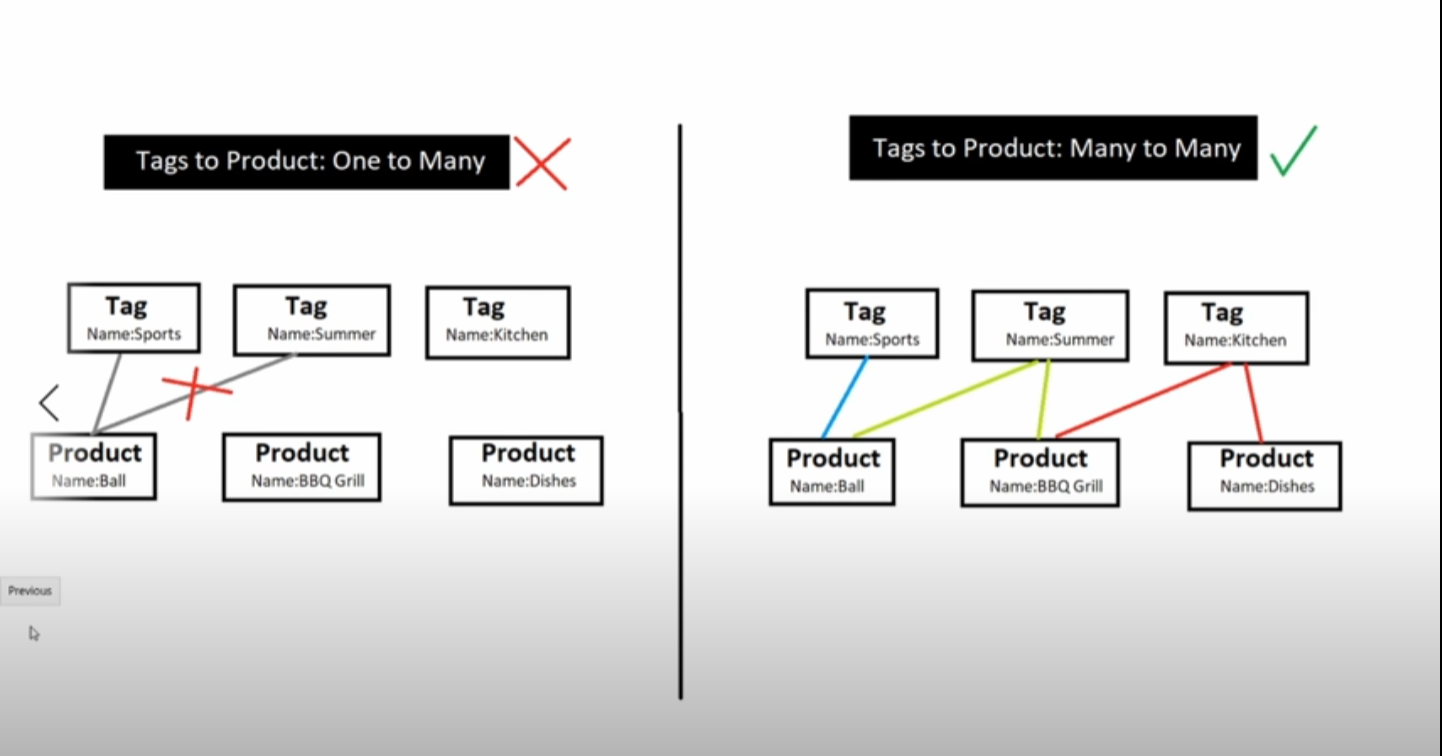 Tags to Product: One to Many
Tag
Name:Sports
Tag
Name:Summer
Tag
Name:Kitchen
Product
Name:Ball
Product
Name:BBQ Grill
Product
Name:Dishes
Previous
Tags to Product: Many to Many
Tag
Name:Sports
Tag
Name:Summer
Tag
Name:Kitchen
Product
Name:Ball
Product
Name:BBQ Grill
Product
Name:Dishes